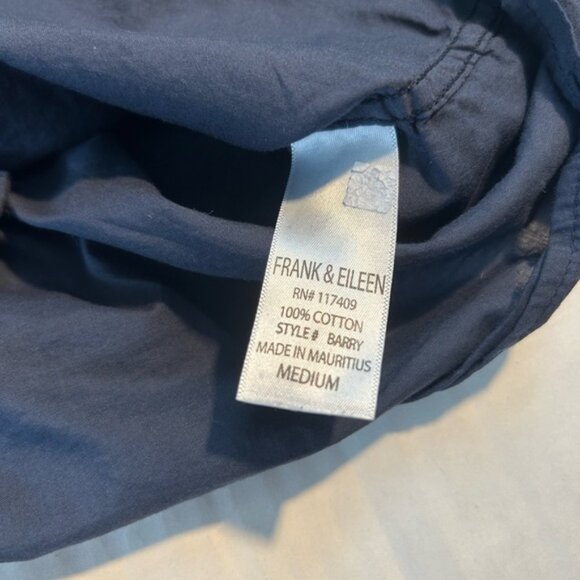 FRANK & EILEEN
RN# 117409
100% COTTON
STYLE# BARRY
MADE IN MAURITIUS
MEDIUM